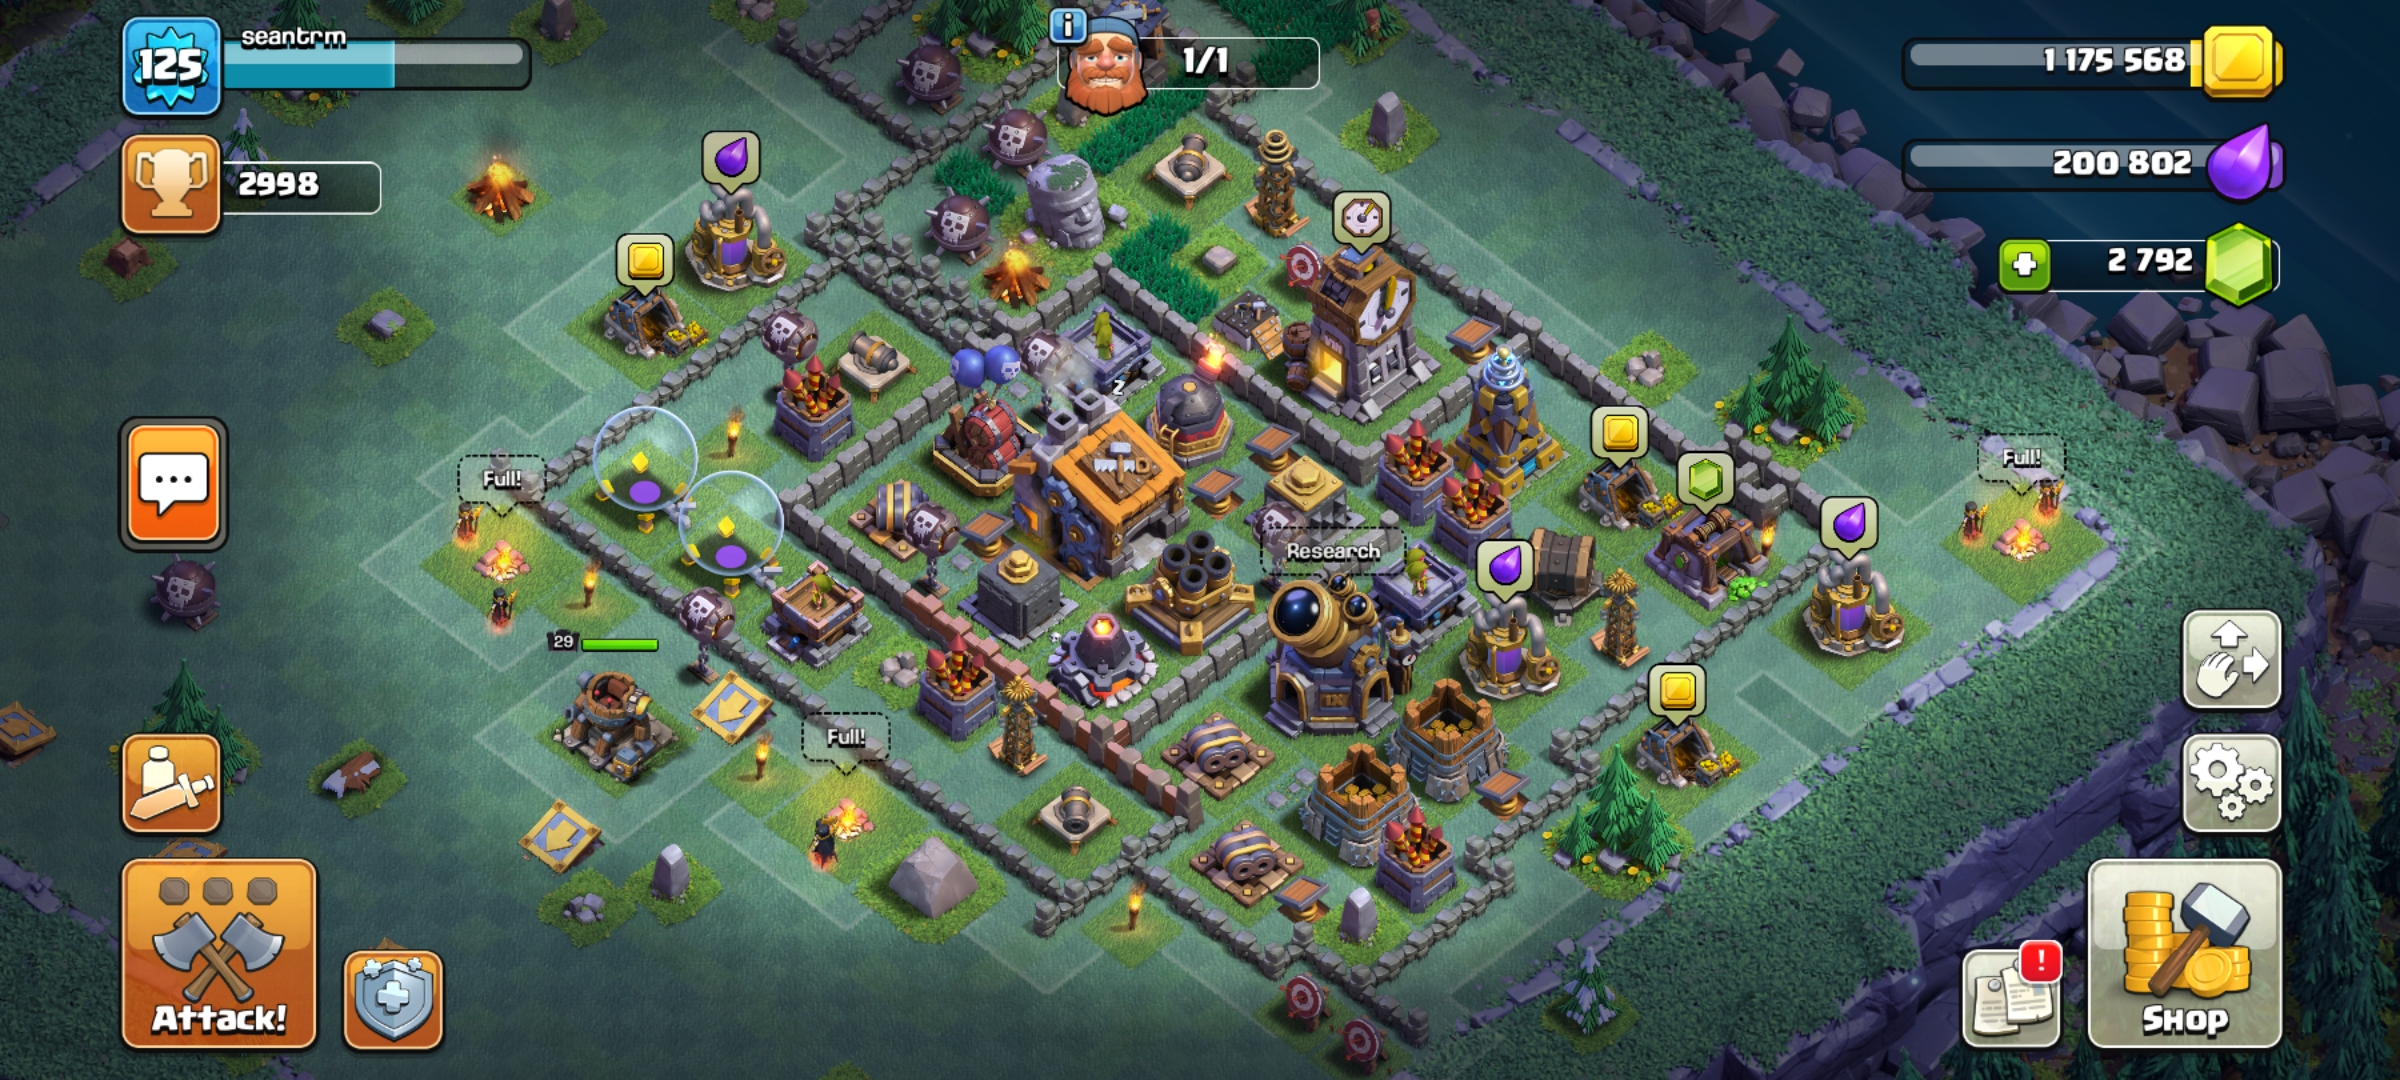 seantrm
125
i
1/1
1 175 568
2998
200 802
2 792
z
Full!
Full!
Research
29
Full!
Attack!
!
Shop